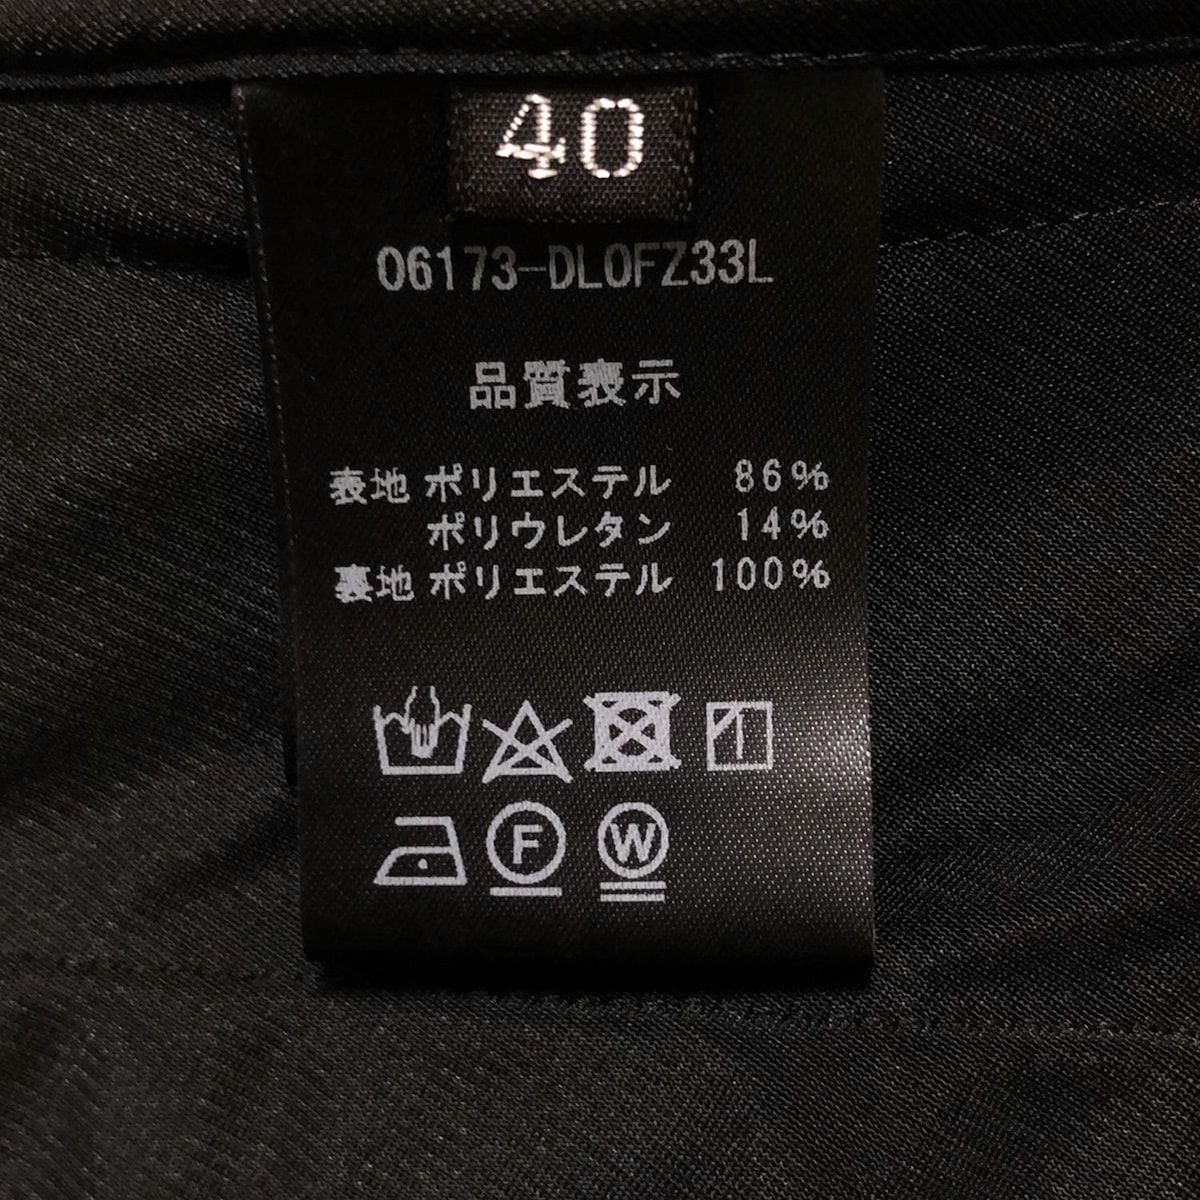 40
06173-DL0FZ33L
品質表示
表地 ポリエステル 86%
ポリウレタン 14%
裏地 ポリエステル 100%
F W